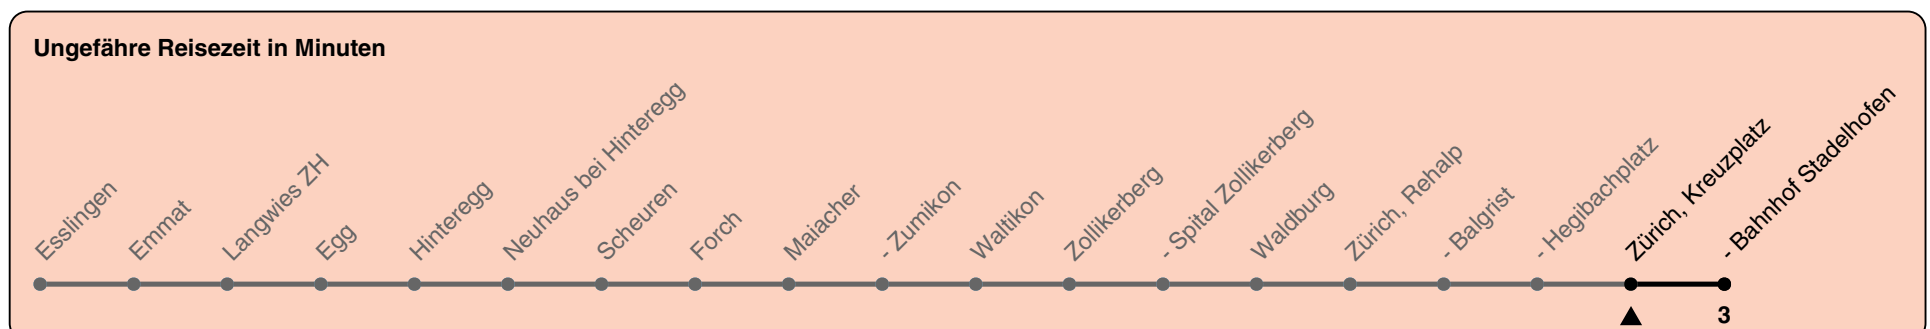 Ungefähre Reisezeit in Minuten
Esslingen
Emmat
Langwies ZH
Egg
Hinteregg
Neuhaus bei Hinteregg
Scheuren
Forch
Maiacher
- Zumikon
Waltikon
Zollikerberg
- Spital Zollikerberg
Waldburg
Zürich, Rehalp
- Balgrist
- Hegibachplatz
Zürich, Kreuzplatz
- Bahnhof Stadelhofen
3